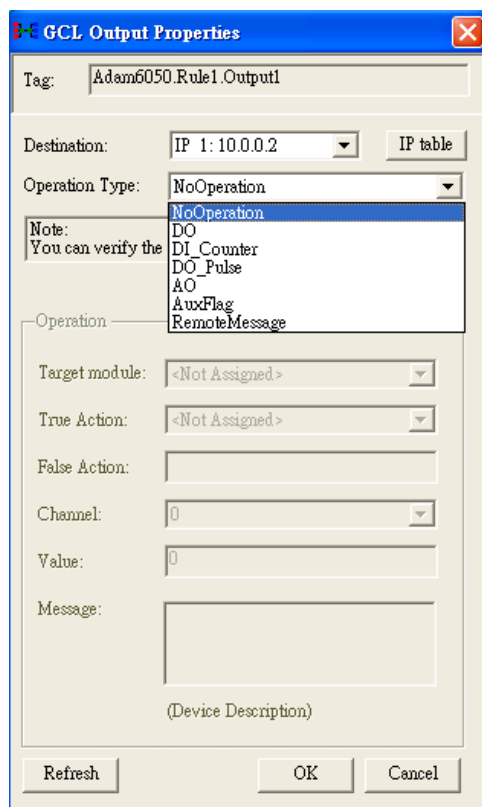 GCL Output Properties
Tag: Adam6050.Rule1.Output1
Destination: IP 1: 10.0.0.2 IP table
Operation Type: NoOperation
NoOperation
Note:
DO
You can verify the
DI_Counter
DO_Pulse
AO
AuxFlag
RemoteMessage
Operation
Target module: <Not Assigned>
True Action: <Not Assigned>
False Action:
Channel: 0
Value: 0
Message:
(Device Description)
Refresh OK Cancel